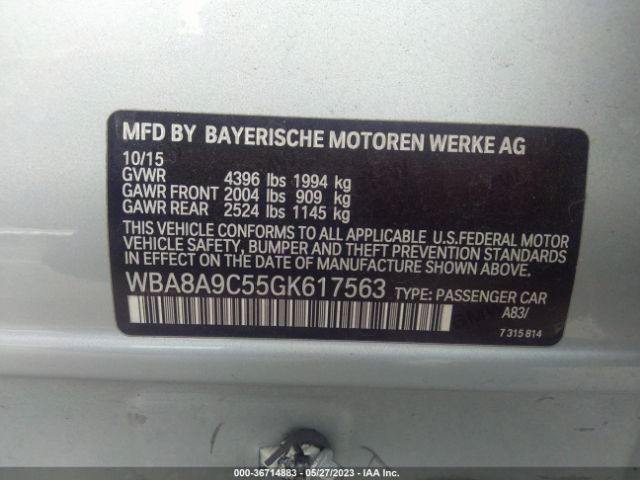 MFD BY BAYERISCHE MOTOREN WERKE AG
10/15
GVWR 4396 lbs 1994 kg
GAWR FRONT 2004 lbs 909 kg
GAWR REAR 2524 lbs 1145 kg
THIS VEHICLE CONFORMS TO ALL APPLICABLE U.S.FEDERAL MOTOR
VEHICLE SAFETY, BUMPER AND THEFT PREVENTION STANDARDS
IN EFFECT ON THE DATE OF MANUFACTURE SHOWN ABOVE.
WBA8A9C55GK617563 TYPE: PASSENGER CAR
A83/
7 315 814
000-36714883 - 05/27/2023 - IAA Inc.